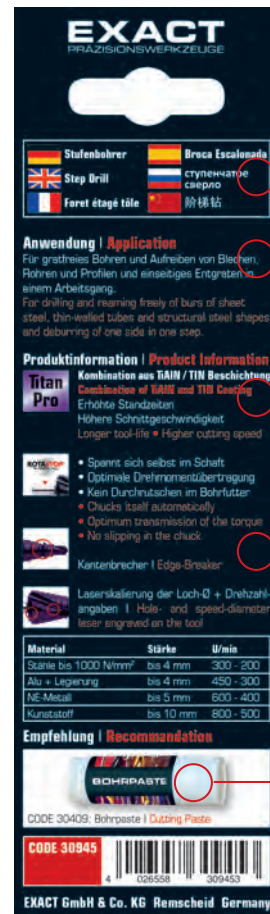 EXACT
PRÄZISIONSWERKZEUGE
Stufenbohrer
Broca Escalonada
Step Drill
ступенчатое
сверло
Foret étagé tôle
阶梯钻
Anwendung | Application
Für gratfreies Bohren und Aufreiben von Blechen,
Rohren und Profilen und einseitiges Entgraten in
einem Arbeitsgang.
For drilling and reaming freely of burs of sheet
steel, thin-walled tubes and structural steel shapes
and deburring of one side in one step.
Produktinformation | Product Information
Titan
Pro
Kombination aus TiAlN / TIN Beschichtung
Combination of TiAlN and TIN Coating
Erhöhte Standzeiten
Höhere Schnittgeschwindigkeit
Longer tool-life • Higher cutting speed
ROTASTOP
• Spannt sich selbst im Schaft
• Optimale Drehmomentübertragung
• Kein Durchrutschen im Bohrfutter
• Chucks itself automatically
• Optimum transmission of the torque
• No slipping in the chuck
Kantenbrecher | Edge-Breaker
Laserskalierung der Loch-Ø + Drehzahl-
angaben | Hole- and speed-diameter
laser engraved on the tool
Material Stärke U/min
Stähle bis 1000 N/mm² bis 4 mm 300 - 200
Alu + Legierung bis 4 mm 450 - 300
NE-Metall bis 5 mm 600 - 400
Kunststoff bis 10 mm 800 - 500
Empfehlung | Recommandation
BOHRPASTE
CODE 30409: Bohrpaste | Cutting Paste
CODE 30945
4 026558 309453
EXACT GmbH & Co. KG Remscheid Germany